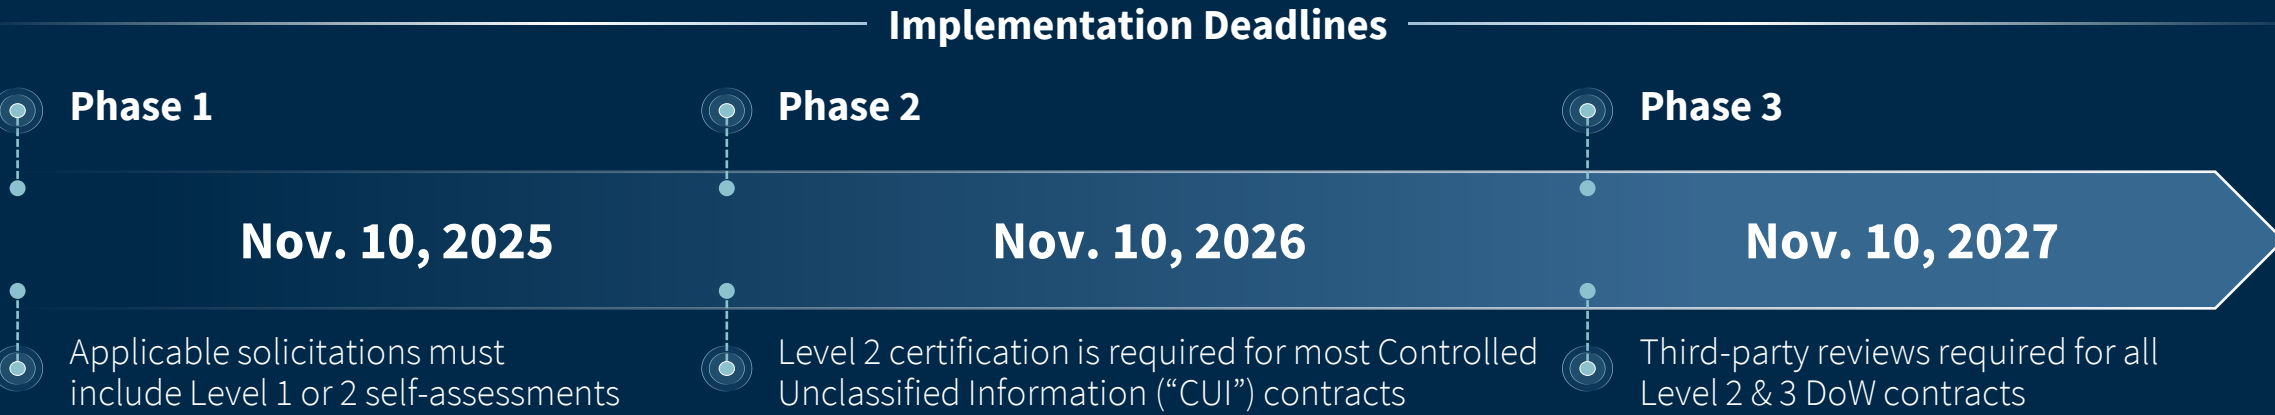 Implementation Deadlines
Phase 1
Phase 2
Phase 3
Nov. 10, 2025
Nov. 10, 2026
Nov. 10, 2027
Applicable solicitations must
include Level 1 or 2 self-assessments
Level 2 certification is required for most Controlled
Unclassified Information (“CUI”) contracts
Third-party reviews required for all
Level 2 & 3 DoW contracts